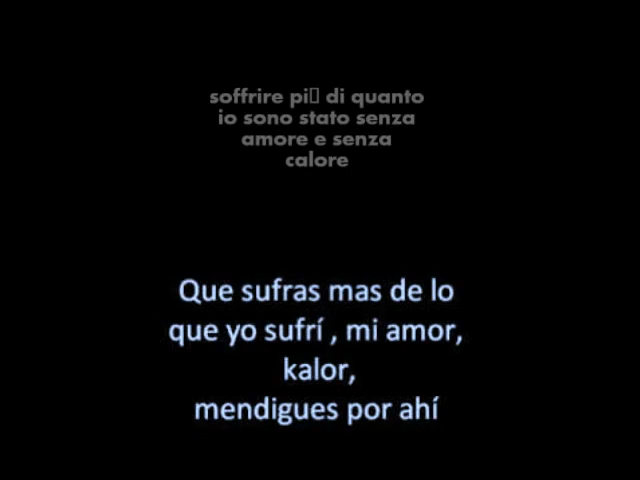 soffrire pi▯ di quanto
io sono stato senza
amore e senza
calore
Que sufras mas de lo
que yo sufrí , mi amor,
kalor,
mendigues por ahí